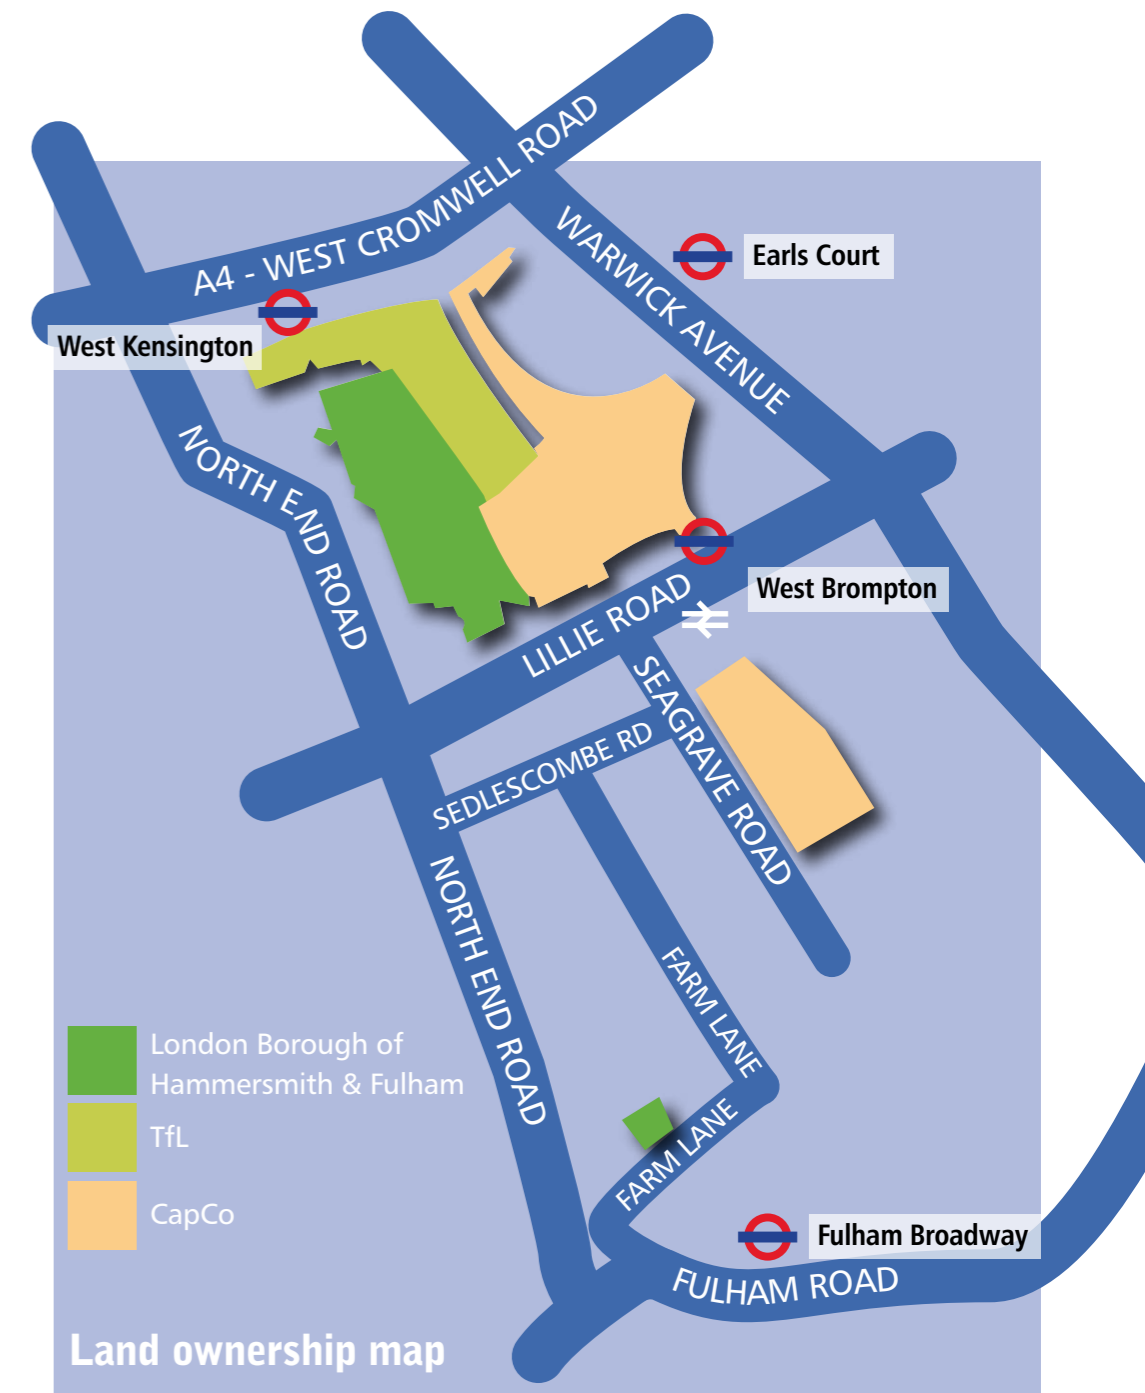 A4 - WEST CROMWELL ROAD
WARWICK AVENUE
Earls Court
West Kensington
NORTH END ROAD
West Brompton
LILLIE ROAD
SEAGRAVE ROAD
SEDLESCOMBE RD
NORTH END ROAD
FARM LANE
FARM LANE
London Borough of
Hammersmith & Fulham
TfL
CapCo
Fulham Broadway
FULHAM ROAD
Land ownership map